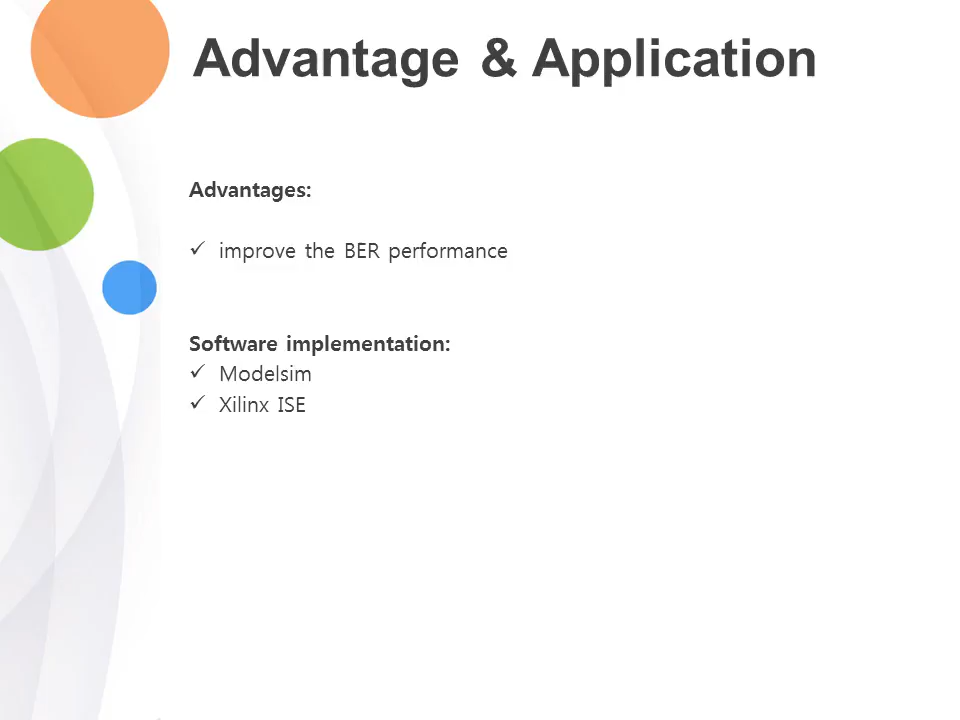 Advantage & Application
Advantages:
✓ improve the BER performance
Software implementation:
✓ Modelsim
✓ Xilinx ISE